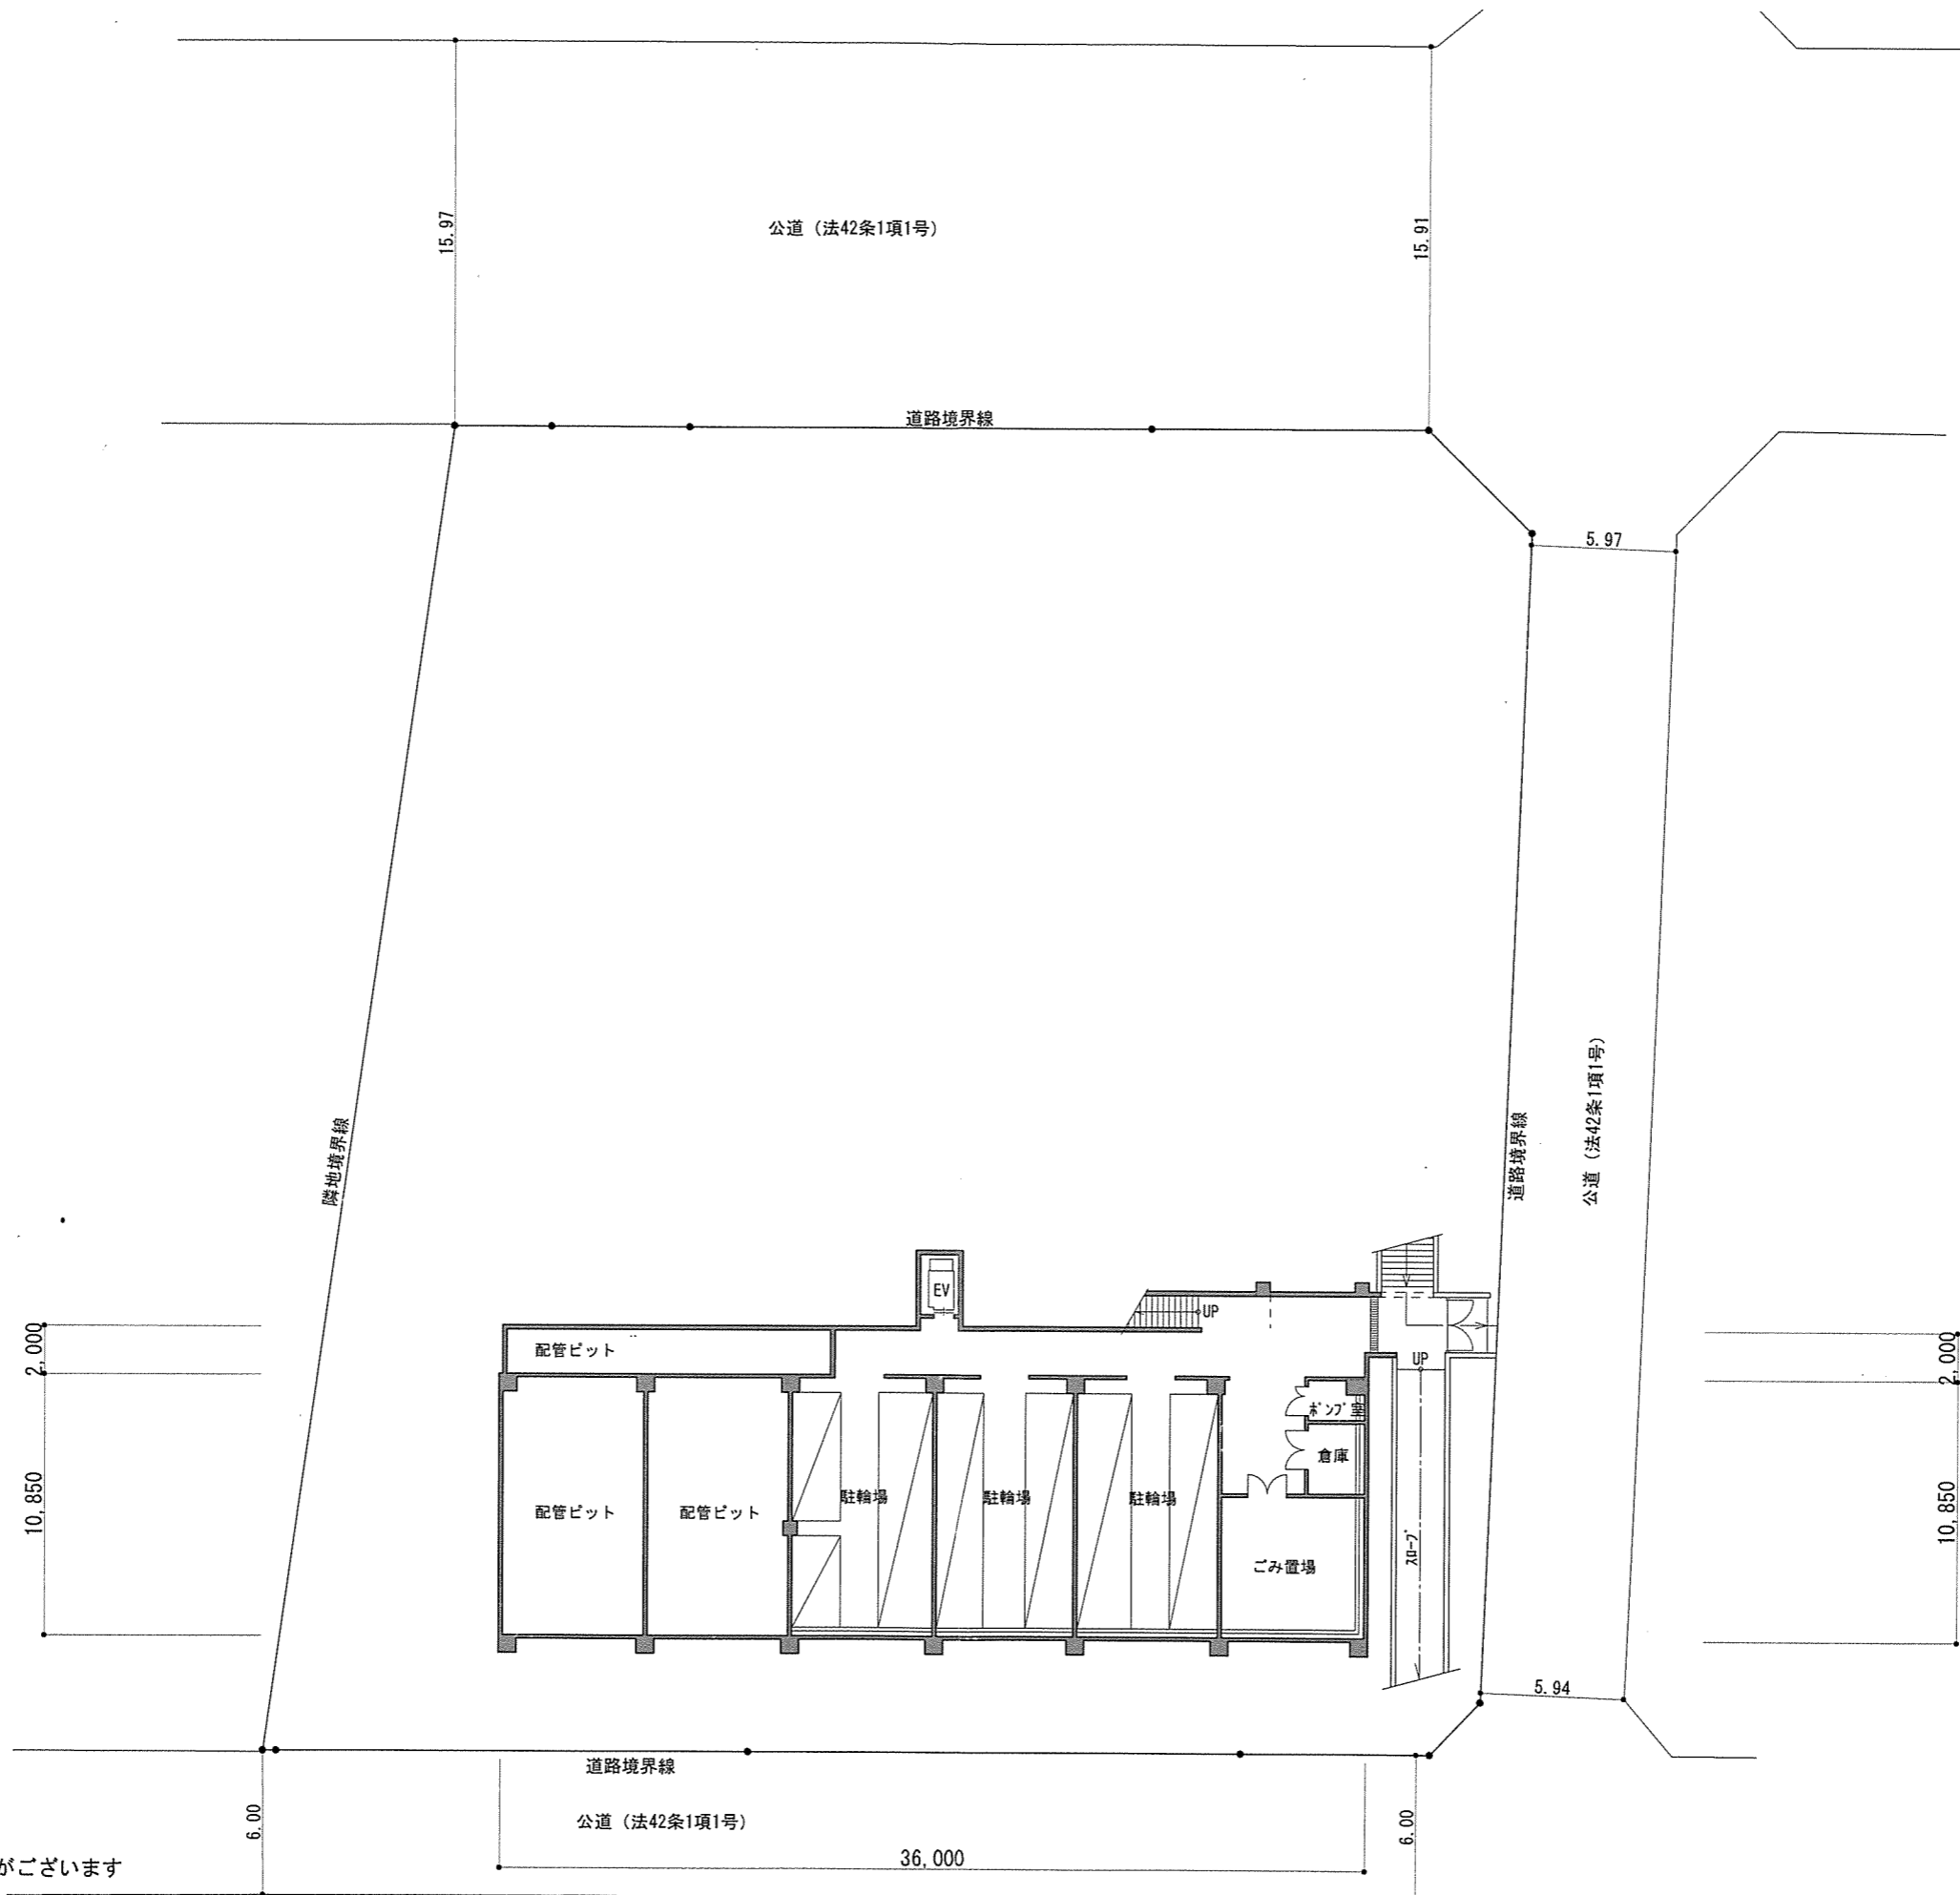 15.97
公道（法42条1項1号）
15.91
道路境界線
5.97
隣地境界線
道路境界線
公道（法42条1項1号）
EV
UP
2,000
配管ピット
UP
2,000
ﾎﾟﾝﾌﾟ室
倉庫
10,850
配管ピット
配管ピット
駐輪場
駐輪場
駐輪場
ごみ置場
ｽﾛｰﾌﾟ
10,850
5.94
道路境界線
6.00
公道（法42条1項1号）
6.00
36,000
がございます